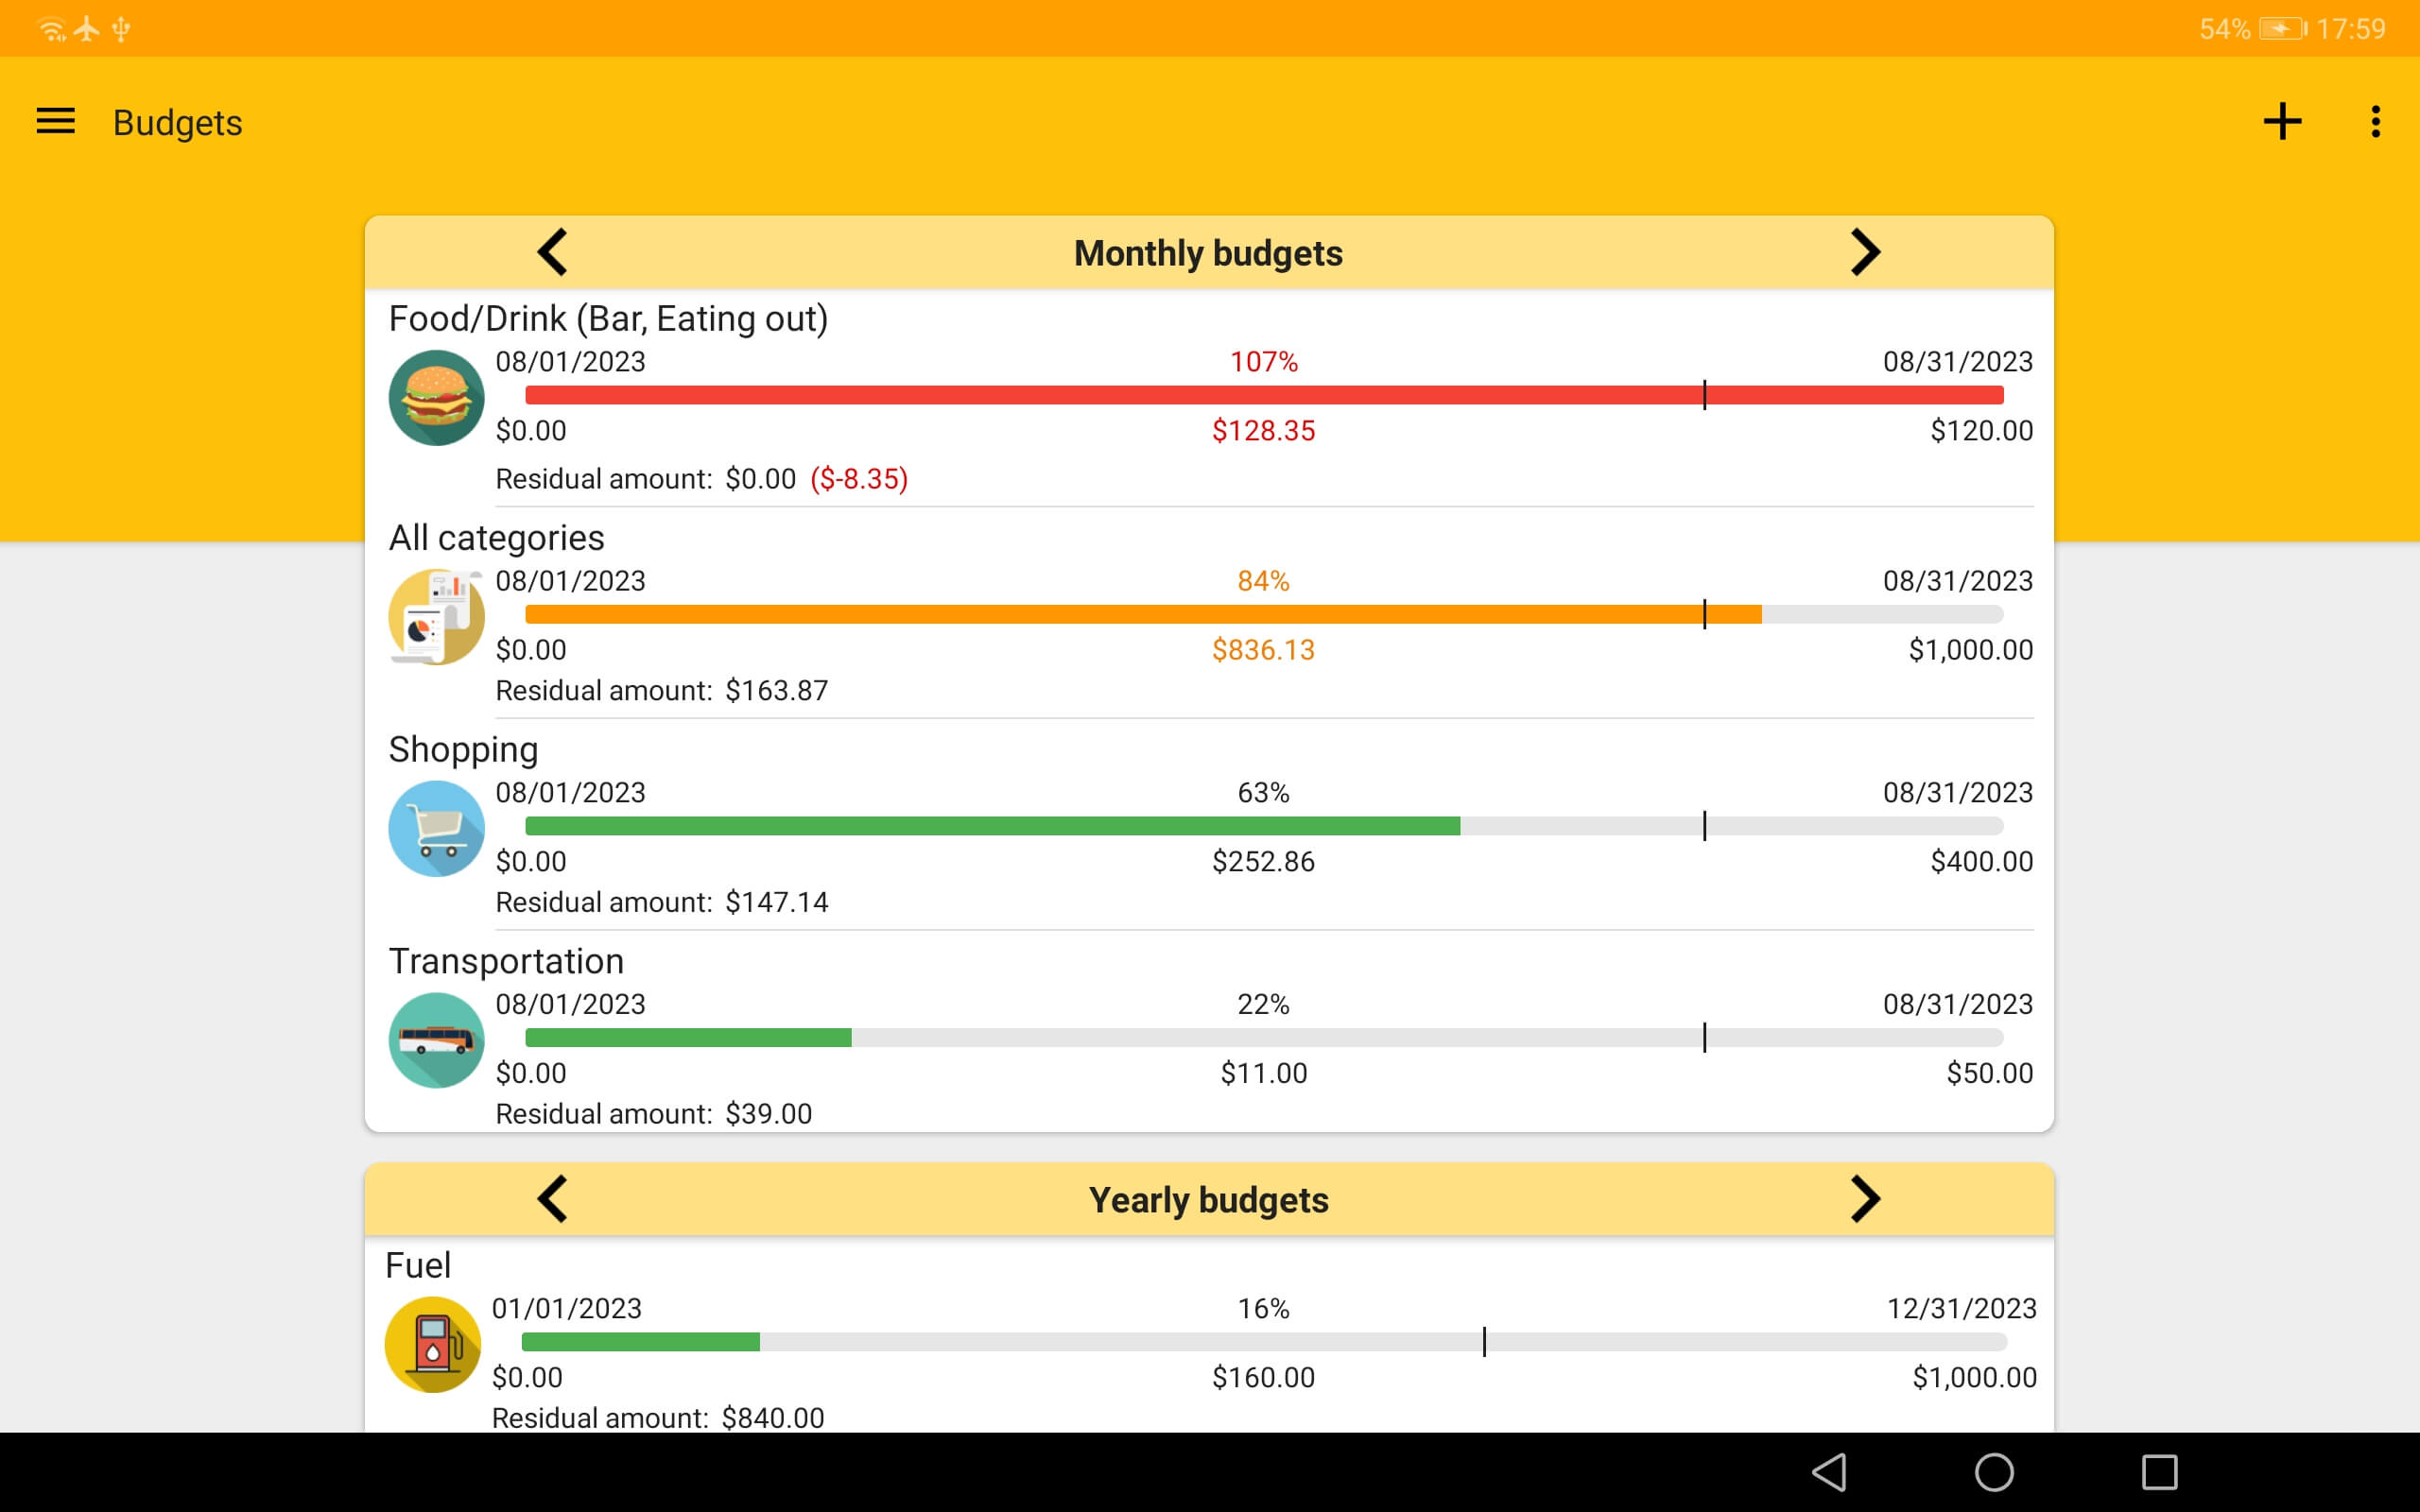 54% 17:59
Budgets
Monthly budgets
Food/Drink (Bar, Eating out)
08/01/2023 107% 08/31/2023
$0.00 $128.35 $120.00
Residual amount: $0.00 ($-8.35)
All categories
08/01/2023 84% 08/31/2023
$0.00 $836.13 $1,000.00
Residual amount: $163.87
Shopping
08/01/2023 63% 08/31/2023
$0.00 $252.86 $400.00
Residual amount: $147.14
Transportation
08/01/2023 22% 08/31/2023
$0.00 $11.00 $50.00
Residual amount: $39.00
Yearly budgets
Fuel
01/01/2023 16% 12/31/2023
$0.00 $160.00 $1,000.00
Residual amount: $840.00